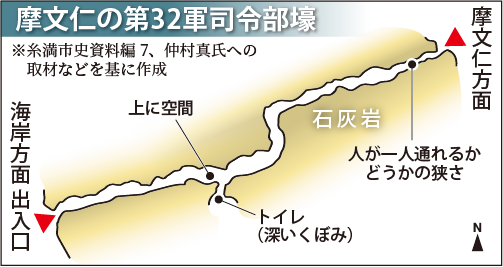 摩文仁の第32軍司令部壕
※糸満市史資料編7、仲村真氏への
取材などを基に作成
摩文仁方面
上に空間
石灰岩
人が一人通れるか
どうかの狭さ
海岸方面 出入口
トイレ
（深いくぼみ）
N